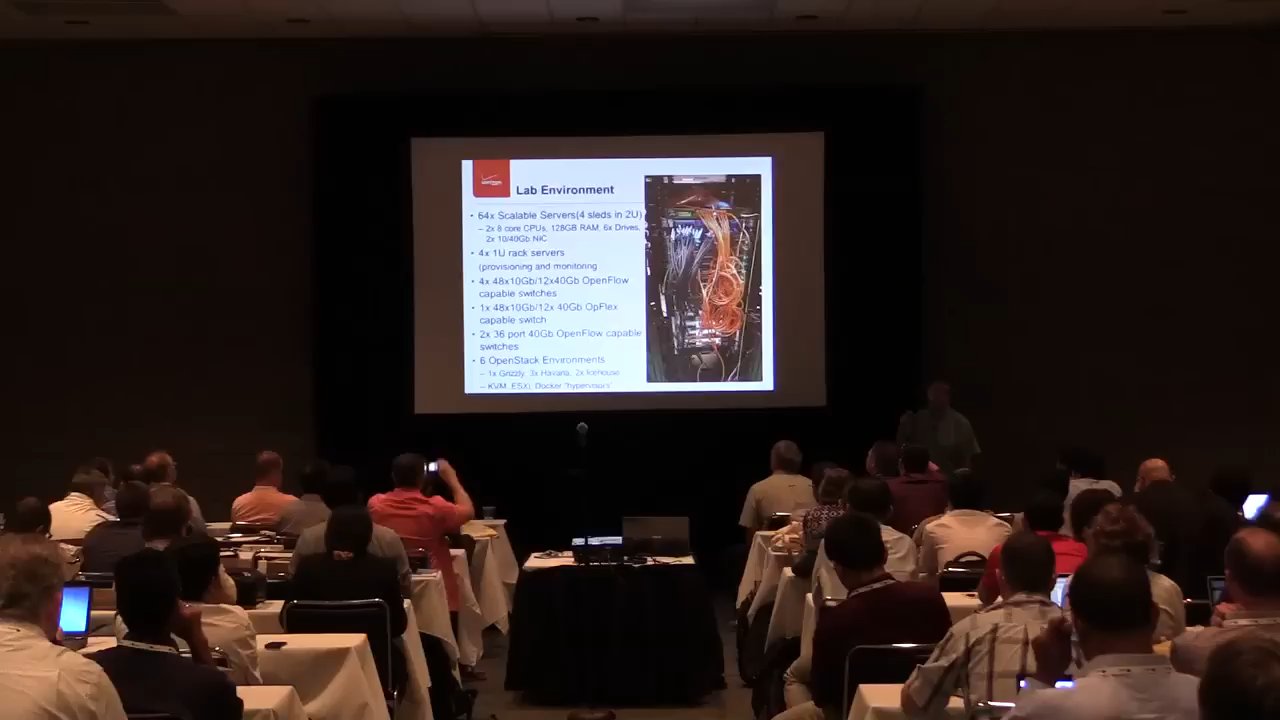 Lab Environment
• 64x Scalable Servers(4 sleds in 2U)
– 2x 8 core CPUs, 128GB RAM, 6x Drives,
2x 10/40Gb NIC
• 4x 1U rack servers
(provisioning and monitoring
• 4x 48x10Gb/12x40Gb OpenFlow
capable switches
• 1x 48x10Gb/12x 40Gb OpFlex
capable switch
• 2x 36 port 40Gb OpenFlow capable
switches
• 6 OpenStack Environments
– 1x Grizzly, 3x Havana, 2x Icehouse
– KVM, ESXi, Docker "hypervisors"